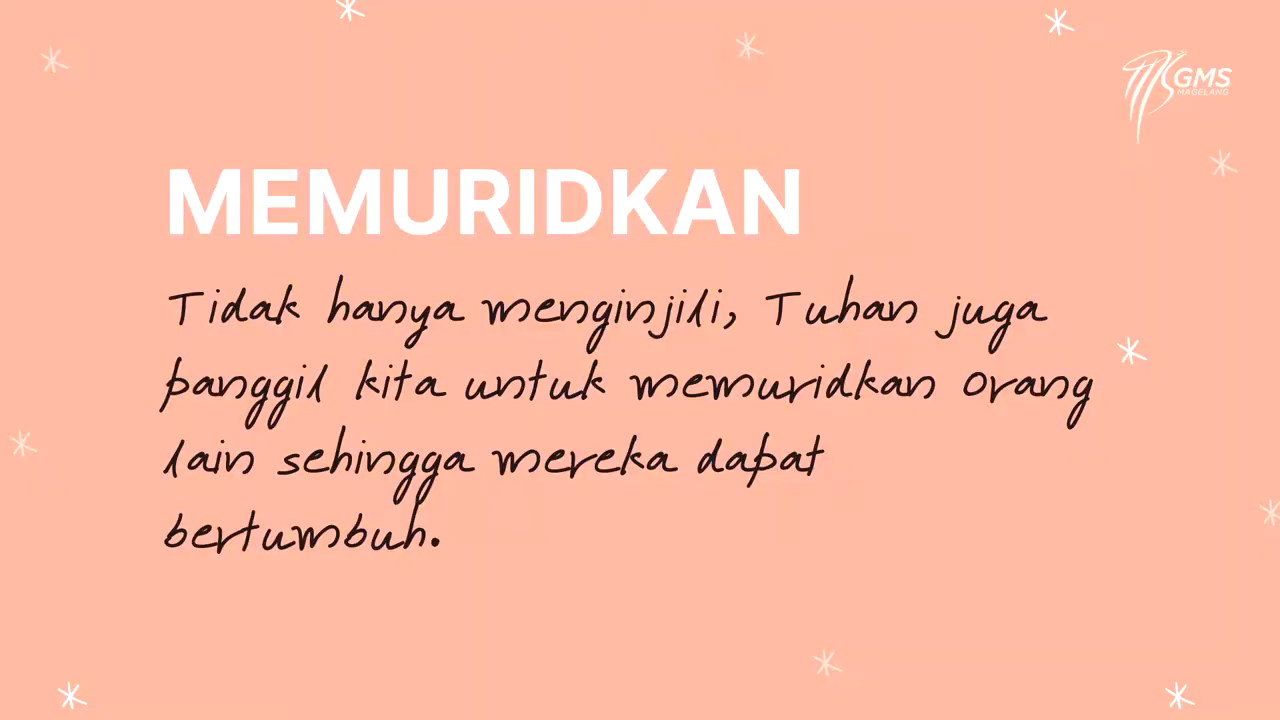 GMS
MAGELANG
MEMURIDKAN
Tidak hanya menginjili, Tuhan juga
panggil kita untuk memuridkan orang
lain sehingga mereka dapat
bertumbuh.